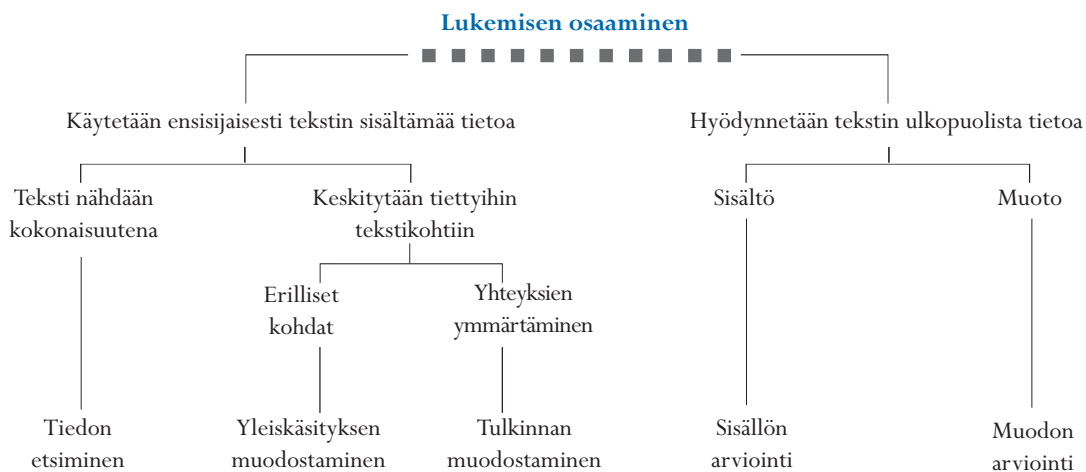 Lukemisen osaaminen
Käytetään ensisijaisesti tekstin sisältämää tietoa
Hyödynnetään tekstin ulkopuolista tietoa
Teksti nähdään
kokonaisuutena
Keskitytään tiettyihin
tekstikohtiin
Sisältö
Muoto
Erilliset
kohdat
Yhteyksien
ymmärtäminen
Tiedon
etsiminen
Yleiskäsityksen
muodostaminen
Tulkinnan
muodostaminen
Sisällön
arviointi
Muodon
arviointi